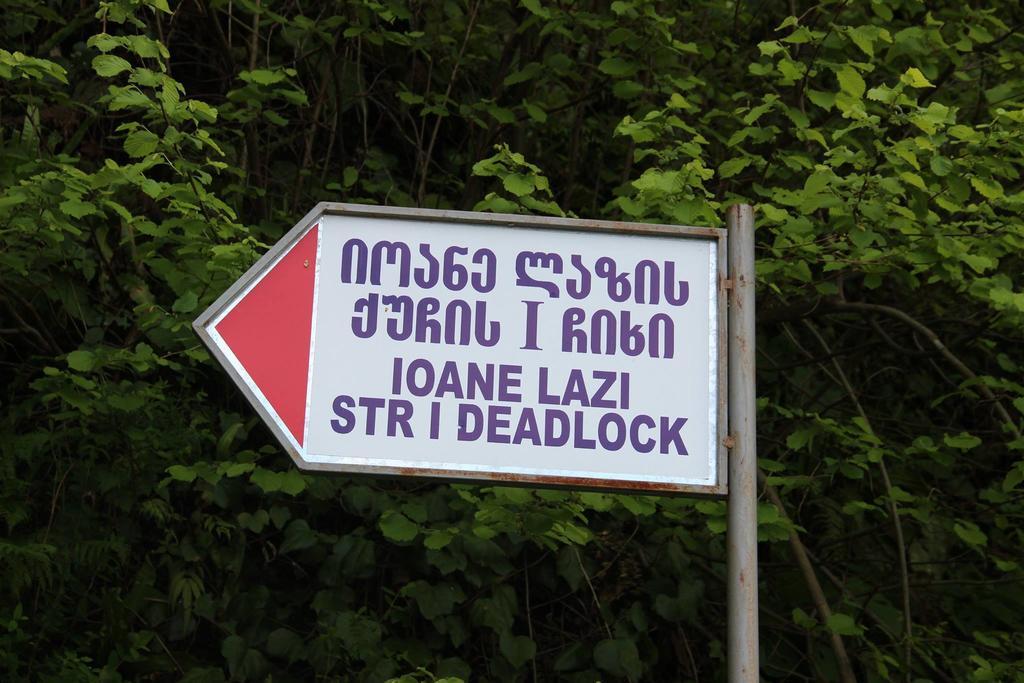 იოანე ლაზის
ქუჩის I ჩიხი
IOANE LAZI
STR I DEADLOCK